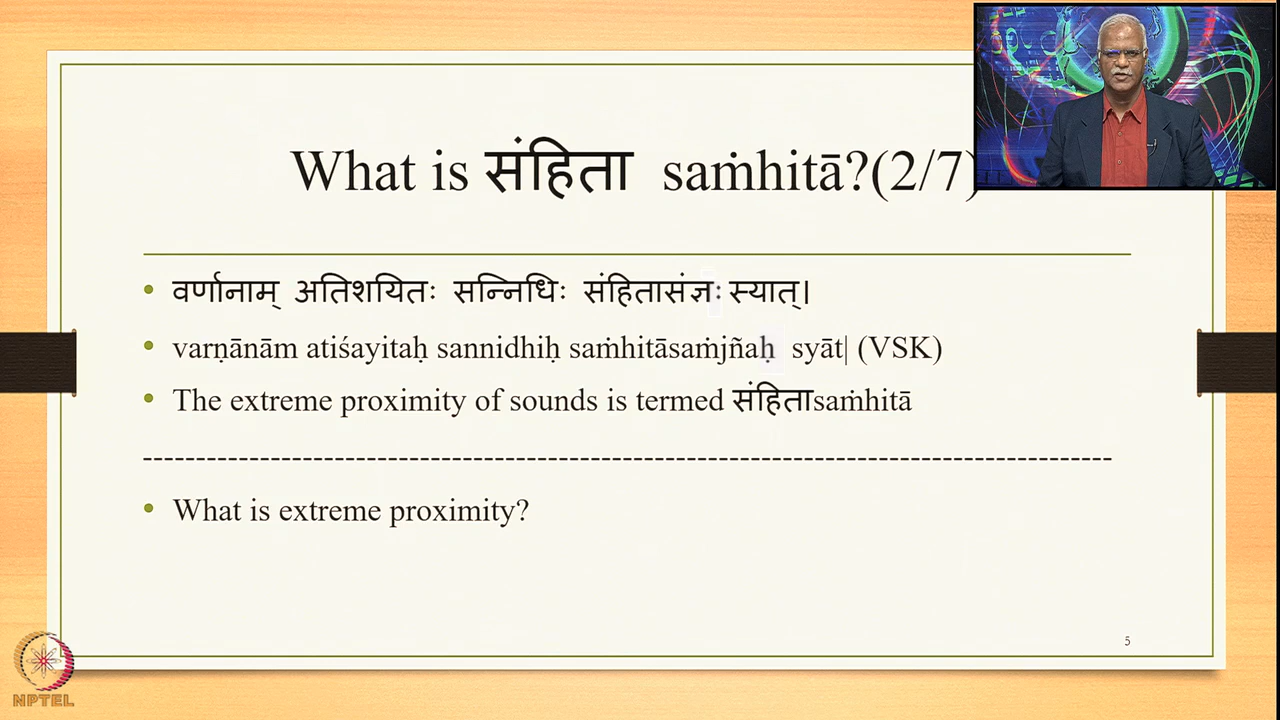 What is संहिता saṁhitā?(2/7)
• वर्णानाम् अतिशयितः सन्निधिः संहितासंज्ञः स्यात्।
• varṇānām atiśayitaḥ sannidhiḥ saṁhitāsaṁjñaḥ syāt| (VSK)
• The extreme proximity of sounds is termed संहिताsaṁhitā
• What is extreme proximity?
5
NPTEL